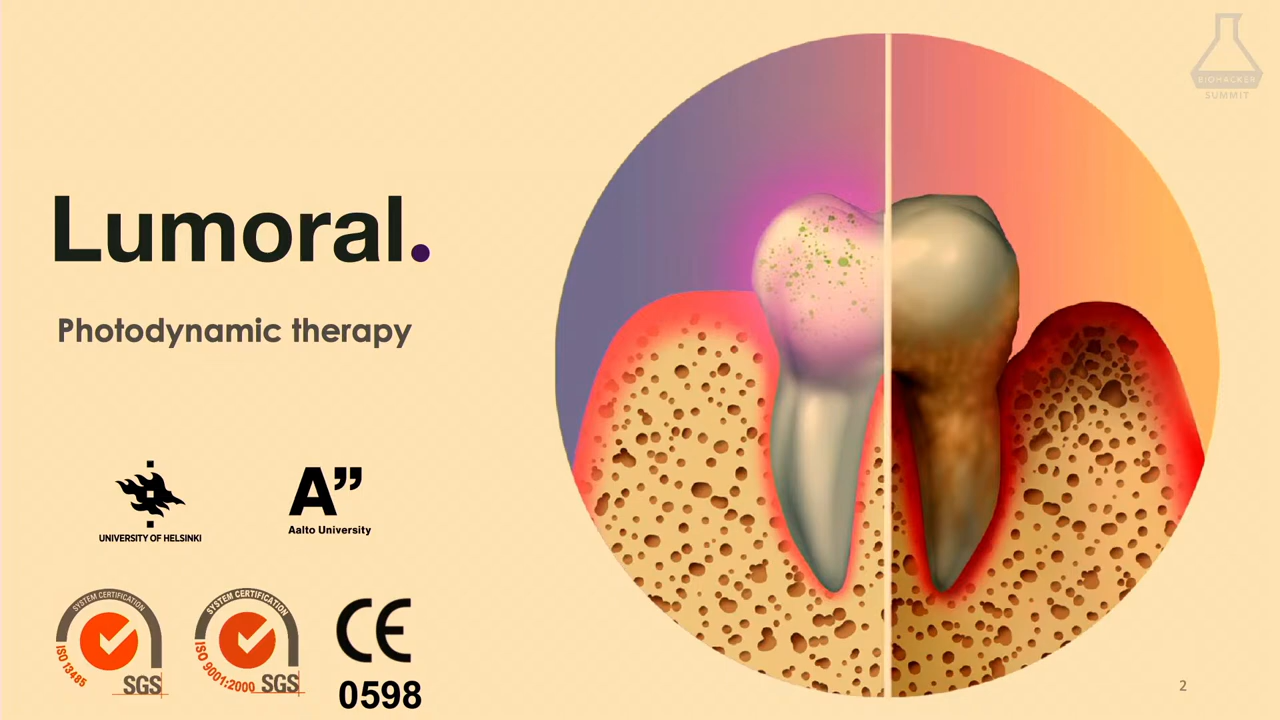 BIOHACKER
SUMMIT
Lumoral.
Photodynamic therapy
UNIVERSITY OF HELSINKI
A”
Aalto University
SYSTEM CERTIFICATION
ISO 13485
SGS
SYSTEM CERTIFICATION
ISO 9001:2000
SGS
CE
0598
2